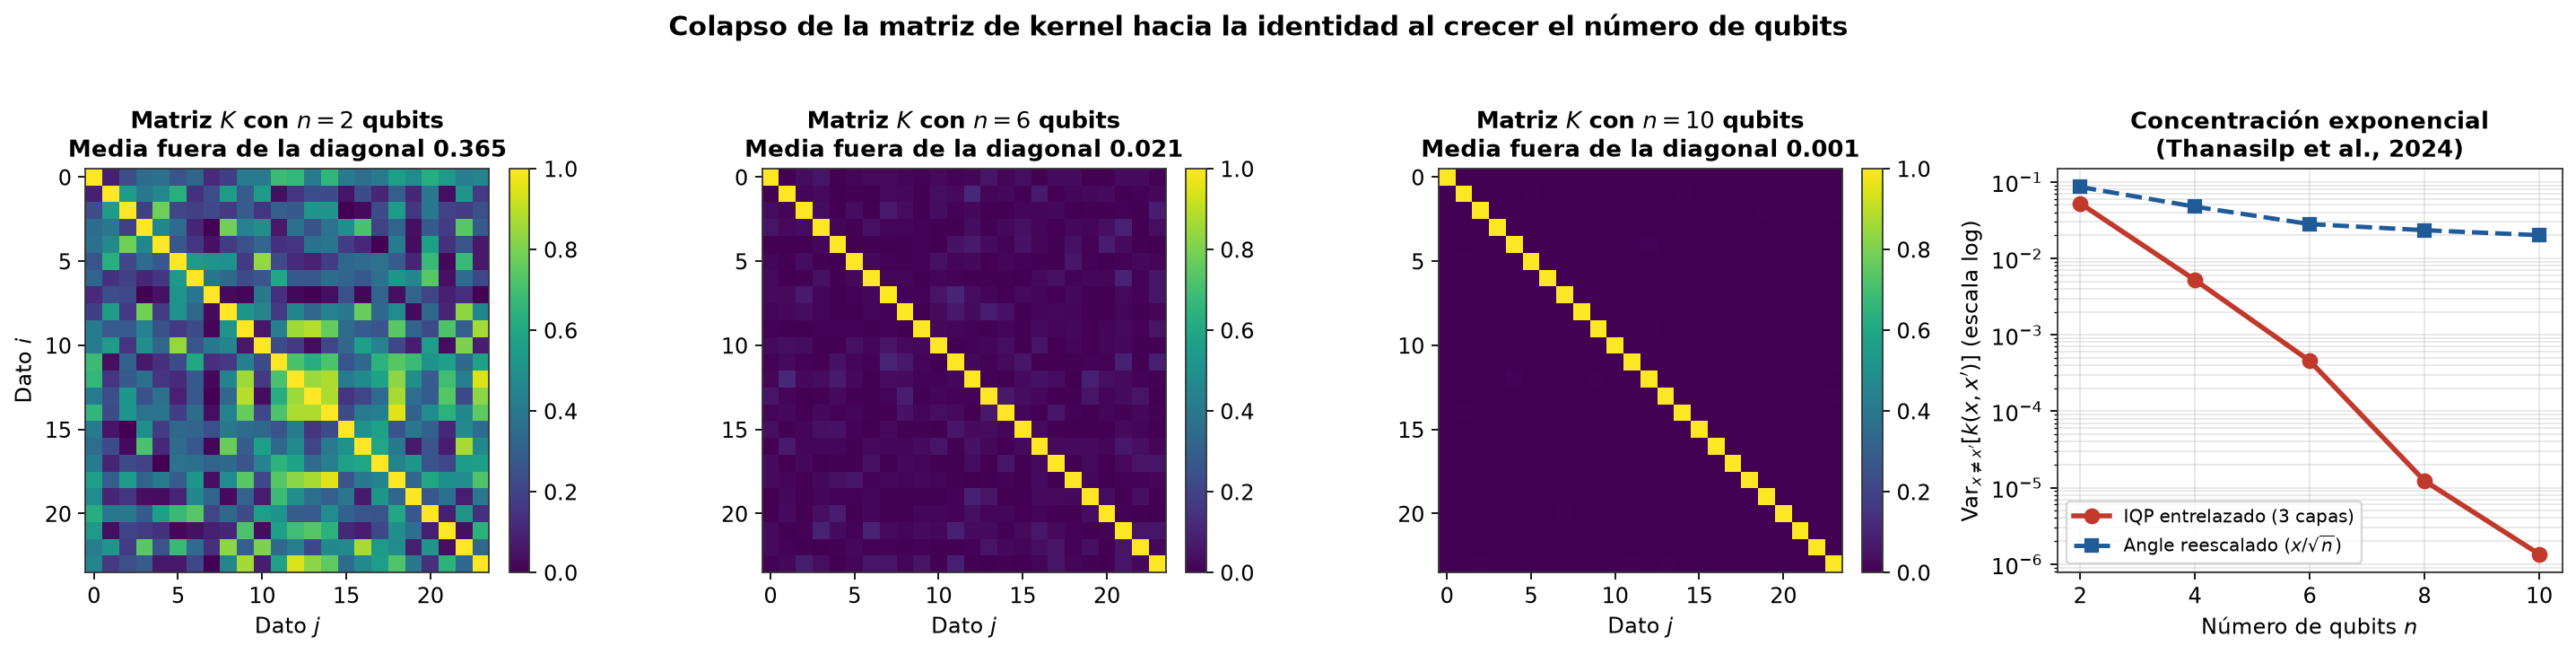 Colapso de la matriz de kernel hacia la identidad al crecer el número de qubits
Matriz K con n = 2 qubits
Media fuera de la diagonal 0.365
0
5
10
15
20
Dato i
0 5 10 15 20
Dato j
1.0
0.8
0.6
0.4
0.2
0.0
Matriz K con n = 6 qubits
Media fuera de la diagonal 0.021
0
5
10
15
20
0 5 10 15 20
Dato j
1.0
0.8
0.6
0.4
0.2
0.0
Matriz K con n = 10 qubits
Media fuera de la diagonal 0.001
0
5
10
15
20
0 5 10 15 20
Dato j
1.0
0.8
0.6
0.4
0.2
0.0
Concentración exponencial
(Thanasilp et al., 2024)
Var_{x≠x′}[k(x, x′)] (escala log)
10⁻¹
10⁻²
10⁻³
10⁻⁴
10⁻⁵
10⁻⁶
IQP entrelazado (3 capas)
Angle reescalado (x/√n)
2 4 6 8 10
Número de qubits n